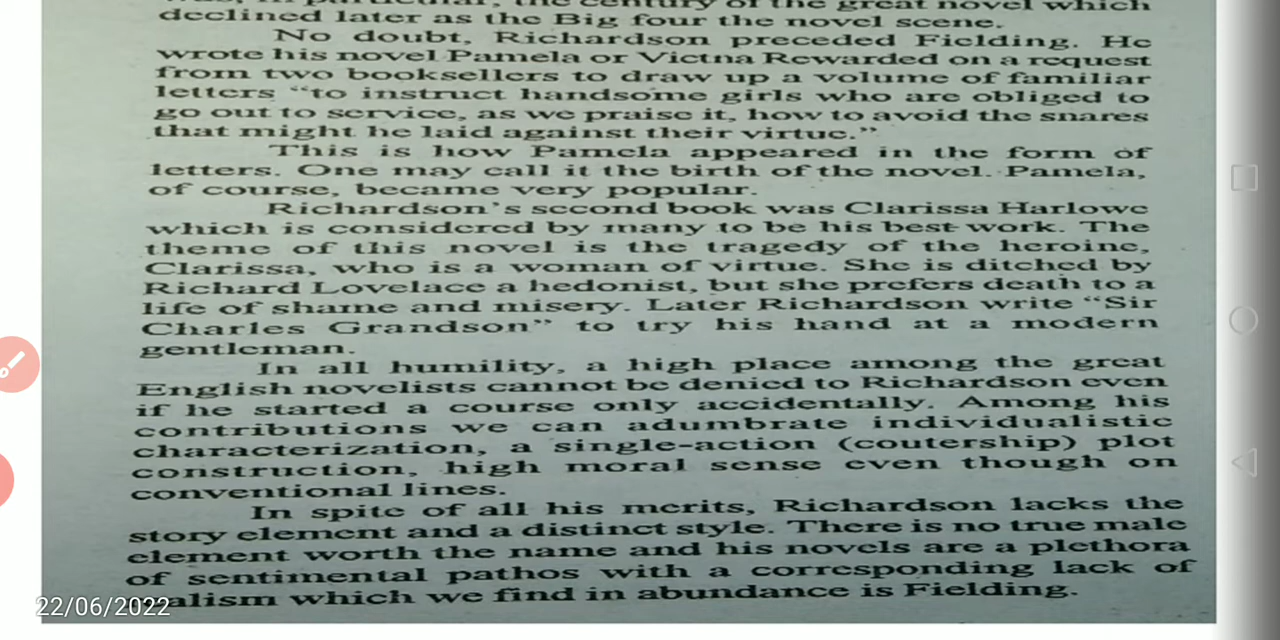 was, in particular, the century of the great novel which
declined later as the Big four the novel scene.
No doubt, Richardson preceded Fielding. He
wrote his novel Pamela or Victna Rewarded on a request
from two booksellers to draw up a volume of familiar
letters “to instruct handsome girls who are obliged to
go out to service, as we praise it, how to avoid the snares
that might he laid against their virtue.”
This is how Pamela appeared in the form of
letters. One may call it the birth of the novel. Pamela,
of course, became very popular.
Richardson’s second book was Clarissa Harlowe
which is considered by many to be his best work. The
theme of this novel is the tragedy of the heroine,
Clarissa, who is a woman of virtue. She is ditched by
Richard Lovelace a hedonist, but she prefers death to a
life of shame and misery. Later Richardson write “Sir
Charles Grandson” to try his hand at a modern
gentleman.
In all humility, a high place among the great
English novelists cannot be denied to Richardson even
if he started a course only accidentally. Among his
contributions we can adumbrate individualistic
characterization, a single-action (coutership) plot
construction, high moral sense even though on
conventional lines.
In spite of all his merits, Richardson lacks the
story element and a distinct style. There is no true male
element worth the name and his novels are a plethora
of sentimental pathos with a corresponding lack of
which we find in abundance is Fielding.
22/06/2022